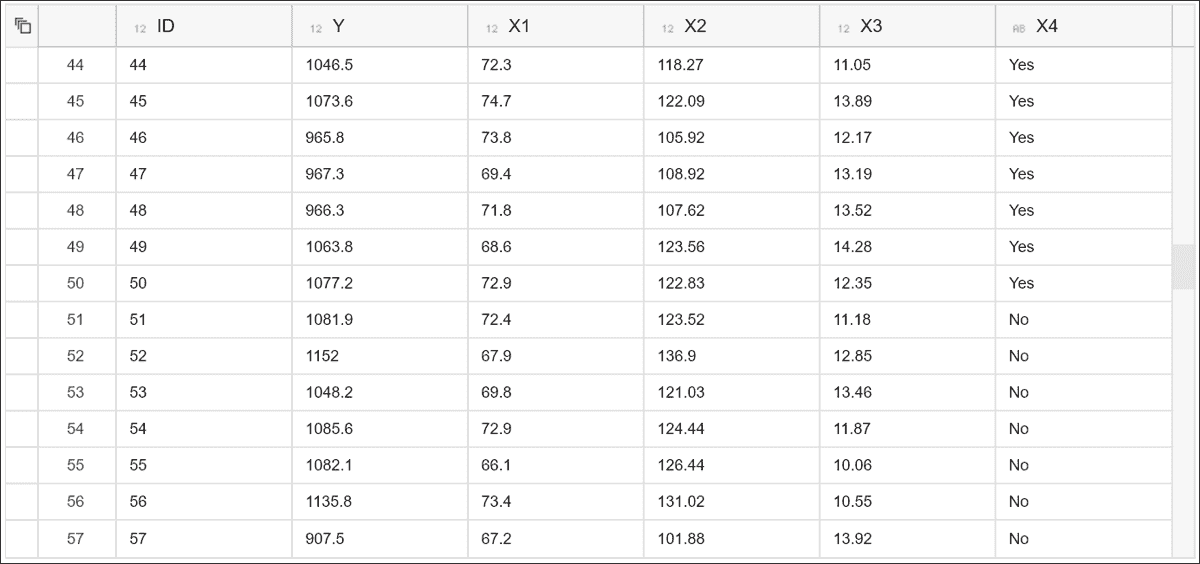 12 ID 12 Y 12 X1 12 X2 12 X3 AB X4
44 44 1046.5 72.3 118.27 11.05 Yes
45 45 1073.6 74.7 122.09 13.89 Yes
46 46 965.8 73.8 105.92 12.17 Yes
47 47 967.3 69.4 108.92 13.19 Yes
48 48 966.3 71.8 107.62 13.52 Yes
49 49 1063.8 68.6 123.56 14.28 Yes
50 50 1077.2 72.9 122.83 12.35 Yes
51 51 1081.9 72.4 123.52 11.18 No
52 52 1152 67.9 136.9 12.85 No
53 53 1048.2 69.8 121.03 13.46 No
54 54 1085.6 72.9 124.44 11.87 No
55 55 1082.1 66.1 126.44 10.06 No
56 56 1135.8 73.4 131.02 10.55 No
57 57 907.5 67.2 101.88 13.92 No